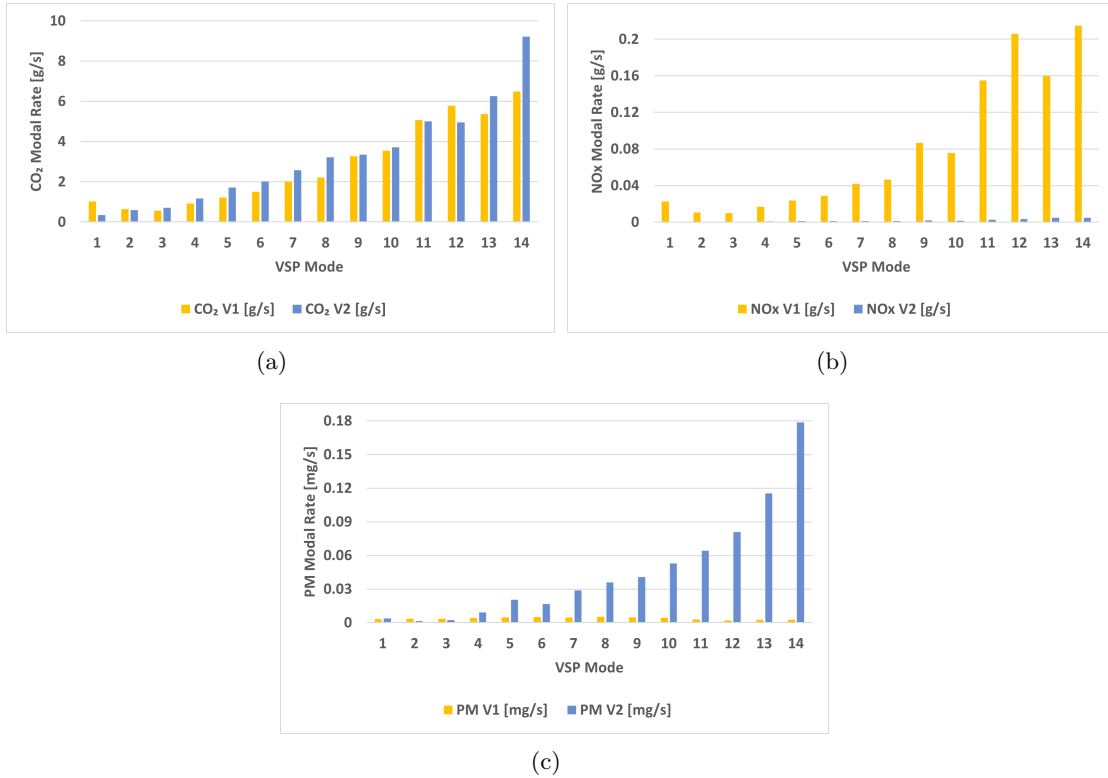 10
8
6
4
2
0
CO₂ Modal Rate [g/s]
1 2 3 4 5 6 7 8 9 10 11 12 13 14
VSP Mode
CO₂ V1 [g/s] CO₂ V2 [g/s]
(a)
0.2
0.16
0.12
0.08
0.04
0
NOx Modal Rate [g/s]
1 2 3 4 5 6 7 8 9 10 11 12 13 14
VSP Mode
NOx V1 [g/s] NOx V2 [g/s]
(b)
0.18
0.15
0.12
0.09
0.06
0.03
0
PM Modal Rate [mg/s]
1 2 3 4 5 6 7 8 9 10 11 12 13 14
VSP Mode
PM V1 [mg/s] PM V2 [mg/s]
(c)